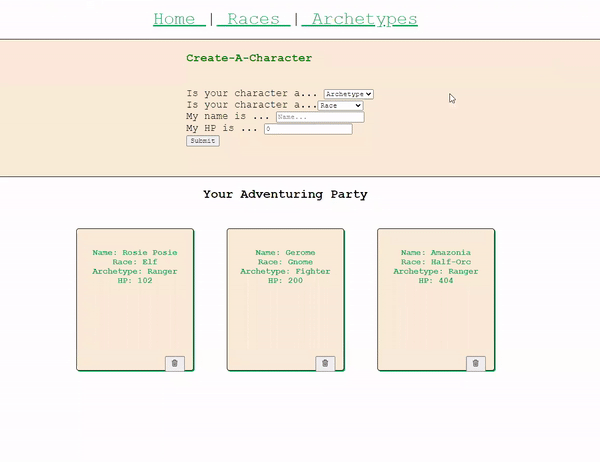 Home | Races | Archetypes
Create-A-Character
Is your character a... Archetype
Is your character a... Race
My name is ... Name...
My HP is ... 0
Submit
Your Adventuring Party
Name: Rosie Posie
Race: Elf
Archetype: Ranger
HP: 102
Name: Gerome
Race: Gnome
Archetype: Fighter
HP: 200
Name: Amazonia
Race: Half-Orc
Archetype: Ranger
HP: 404